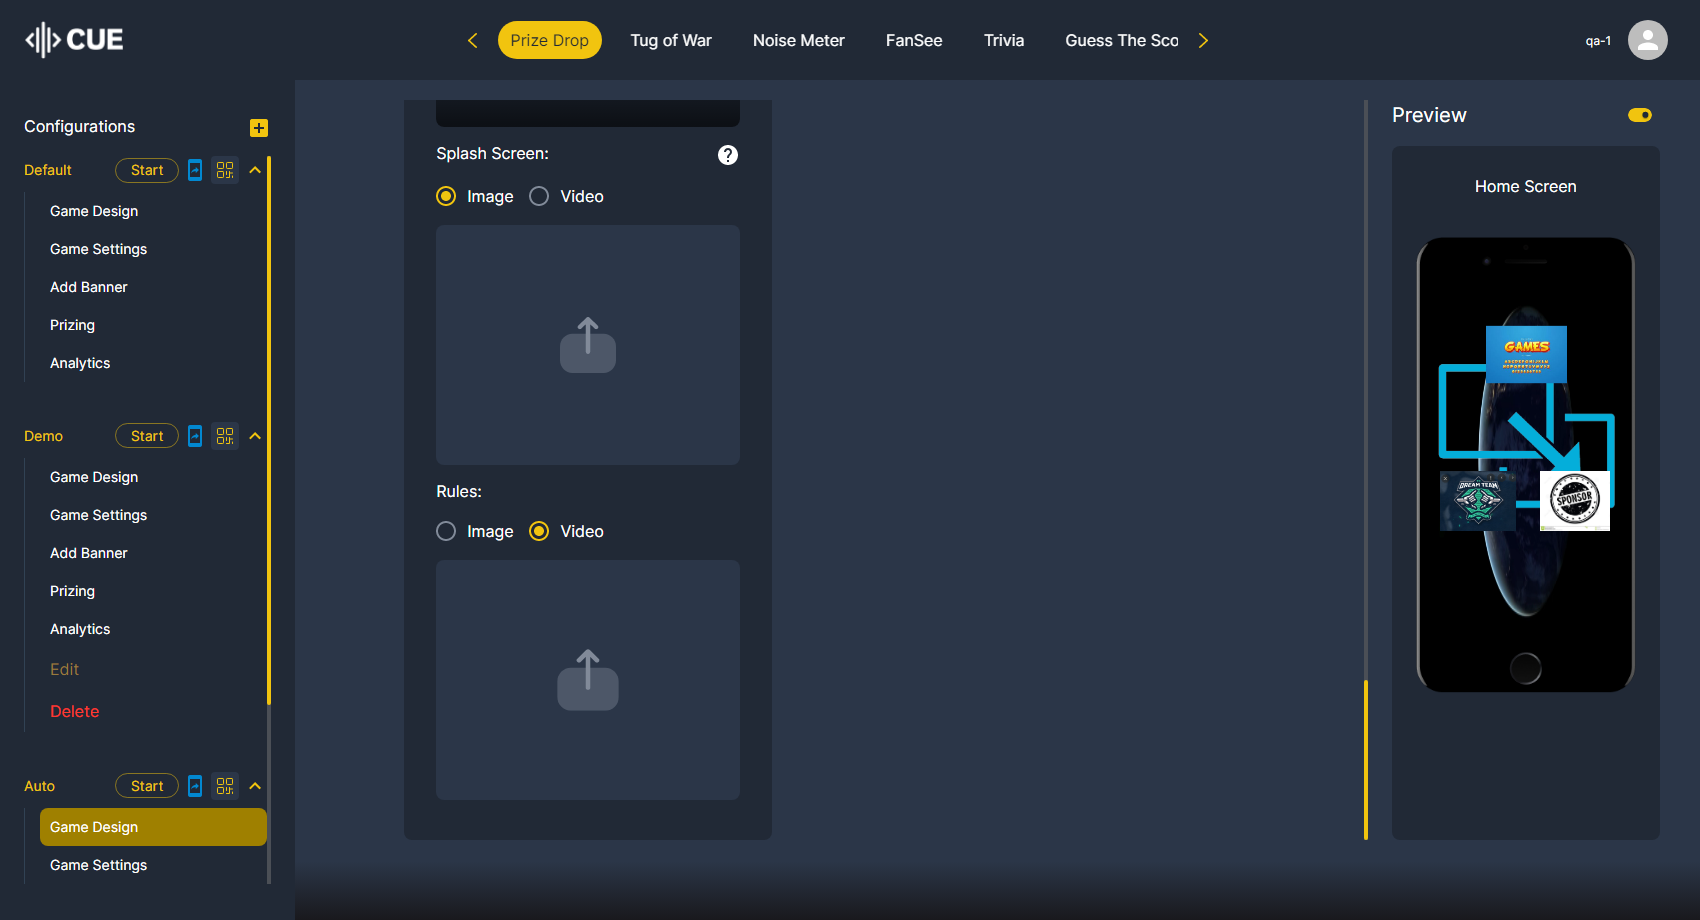 CUE
Prize Drop
Tug of War
Noise Meter
FanSee
Trivia
Guess The Sco
qa-1
Configurations
Default
Start
Game Design
Game Settings
Add Banner
Prizing
Analytics
Demo
Start
Game Design
Game Settings
Add Banner
Prizing
Analytics
Edit
Delete
Auto
Start
Game Design
Game Settings
Splash Screen:
?
Image
Video
Rules:
Image
Video
Preview
Home Screen
GAMES
DREAM TEAM
SPONSOR